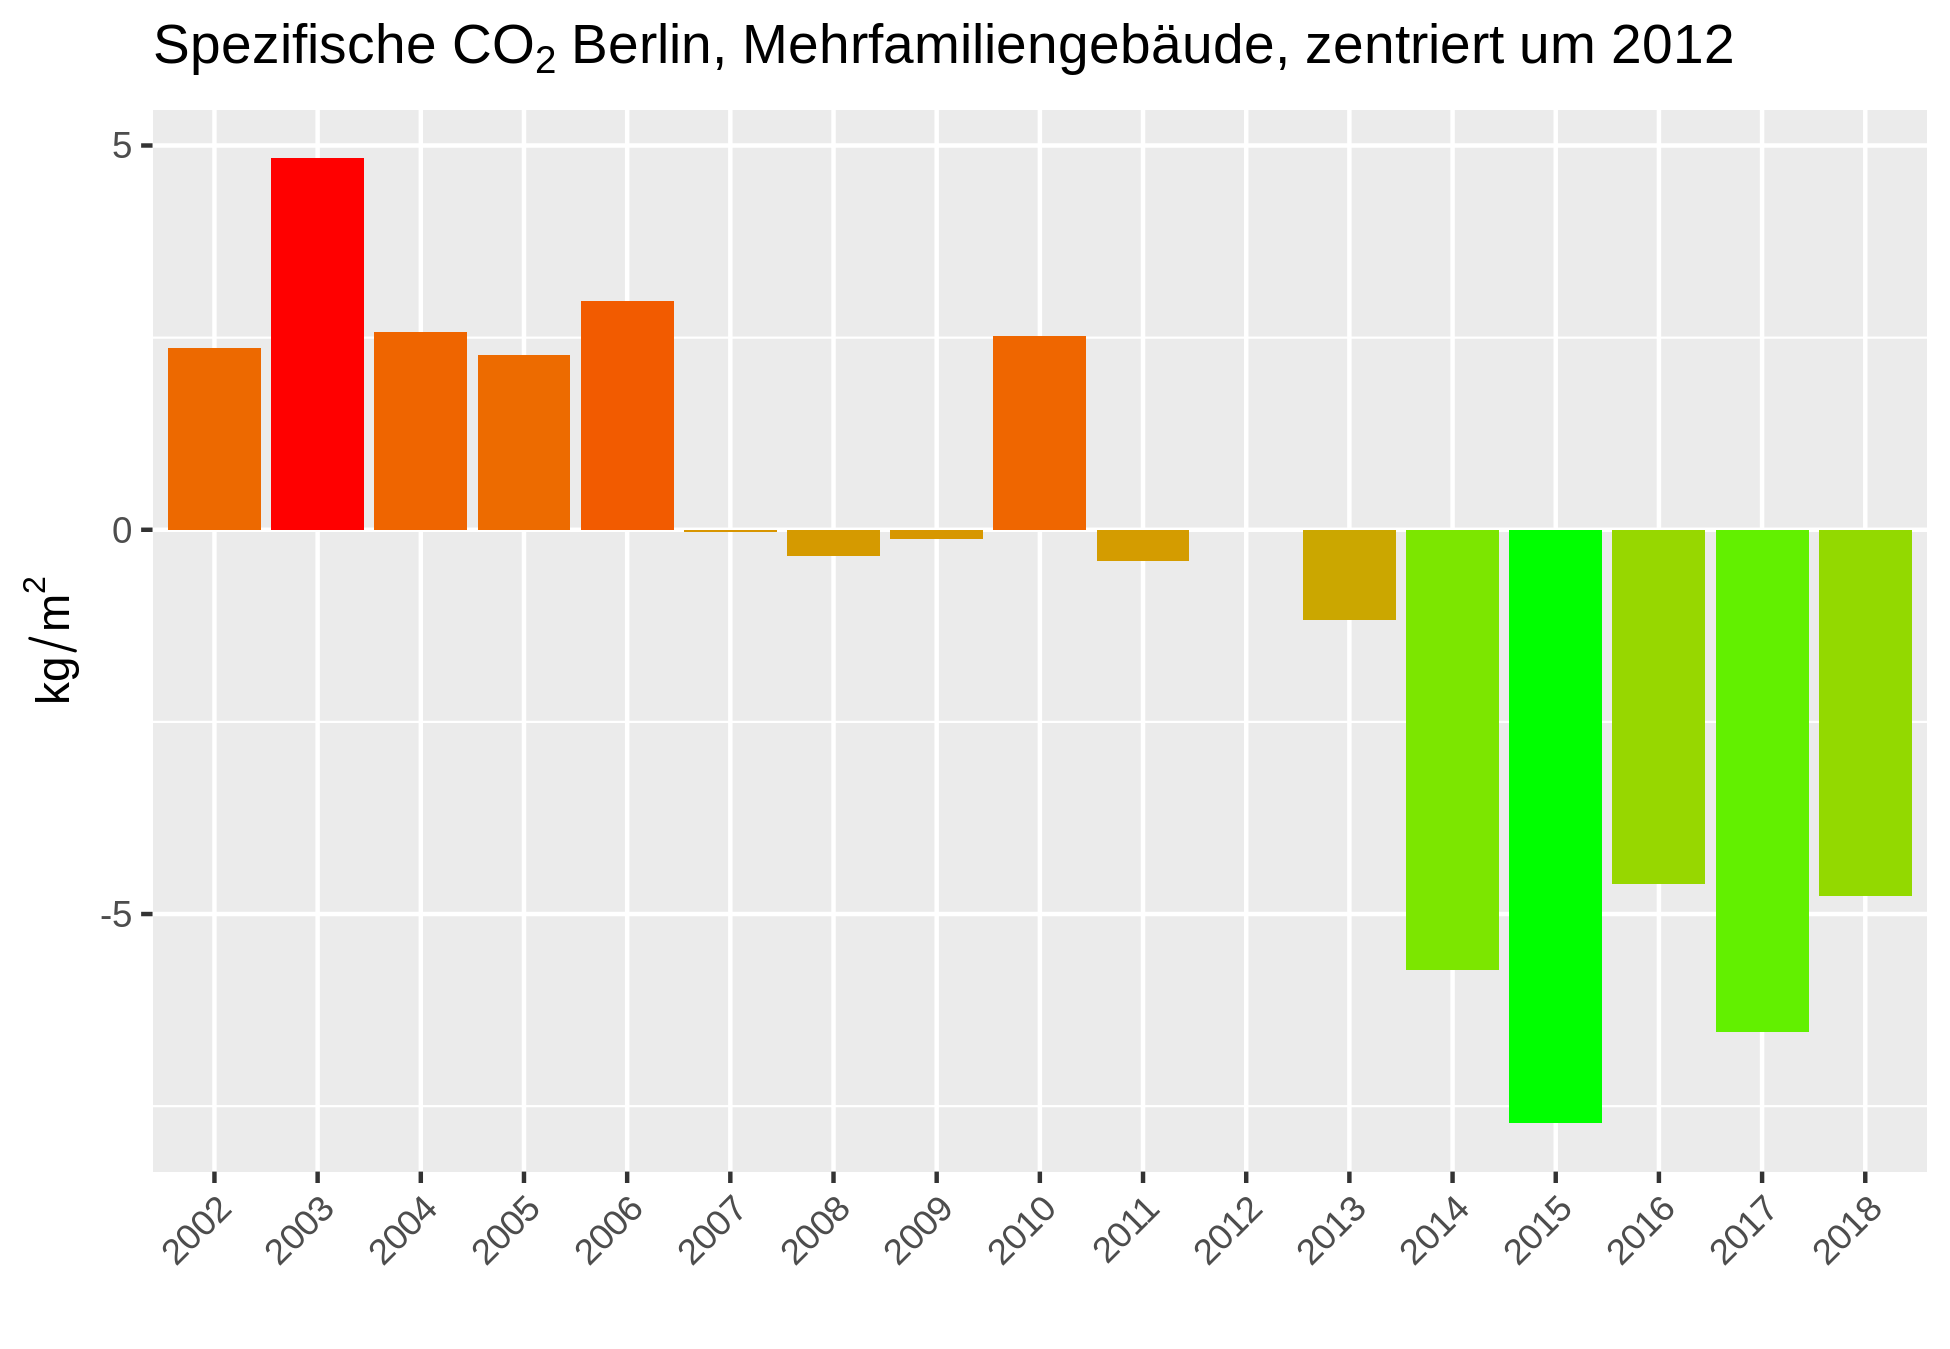 Spezifische CO₂ Berlin, Mehrfamiliengebäude, zentriert um 2012
5
0
-5
kg/m²
2002 2003 2004 2005 2006 2007 2008 2009 2010 2011 2012 2013 2014 2015 2016 2017 2018